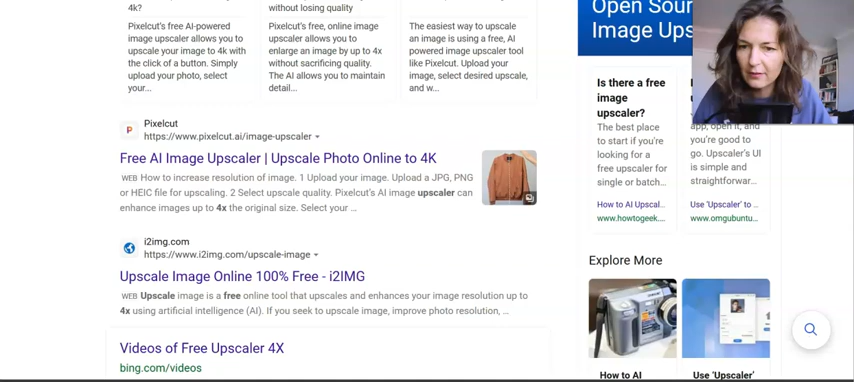 4k?
without losing quality
Pixelcut's free AI-powered
image upscaler allows you to
upscale your image to 4k with
the click of a button. Simply
upload your photo, select
your...
Pixelcut's free, online image
upscaler allows you to
enlarge an image by up to 4x
without sacrificing quality.
The AI allows you to maintain
detail...
The easiest way to upscale
an image is using a free, AI
powered image upscaler tool
like Pixelcut. Upload your
image, select desired upscale,
and w...
Pixelcut
https://www.pixelcut.ai/image-upscaler
Free AI Image Upscaler | Upscale Photo Online to 4K
WEB How to increase resolution of image. 1 Upload your image. Upload a JPG, PNG
or HEIC file for upscaling. 2 Select upscale quality. Pixelcut's AI image upscaler can
enhance images up to 4x the original size. Select your ...
i2img.com
https://www.i2img.com/upscale-image
Upscale Image Online 100% Free - i2IMG
WEB Upscale image is a free online tool that upscales and enhances your image resolution up to
4x using artificial intelligence (AI). If you seek to upscale image, improve photo resolution, ...
Videos of Free Upscaler 4X
bing.com/videos
Open Sour
Image Ups
Is there a free
image
upscaler?
The best place
to start if you're
looking for a
free upscaler for
single or batch...
How to AI Upscal...
www.howtogeek....
app, open it, and
you're good to
go. Upscaler's UI
is simple and
straightforwar...
Use 'Upscaler' to ...
www.omgubuntu...
Explore More
How to AI
Use 'Upscaler'